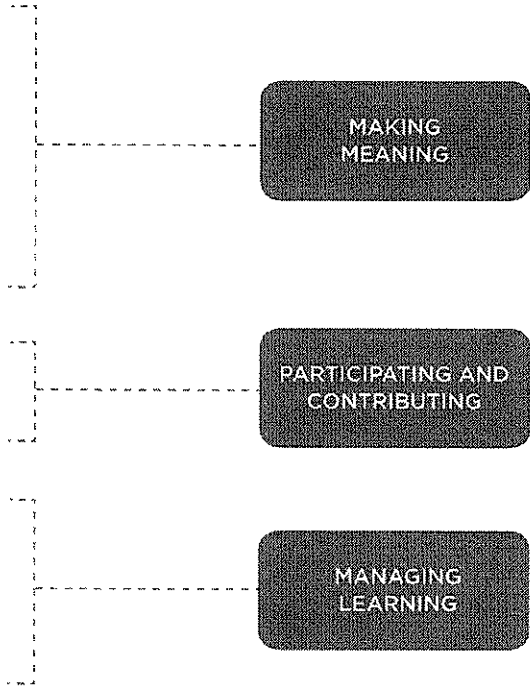 MAKING
MEANING
PARTICIPATING AND
CONTRIBUTING
MANAGING
LEARNING